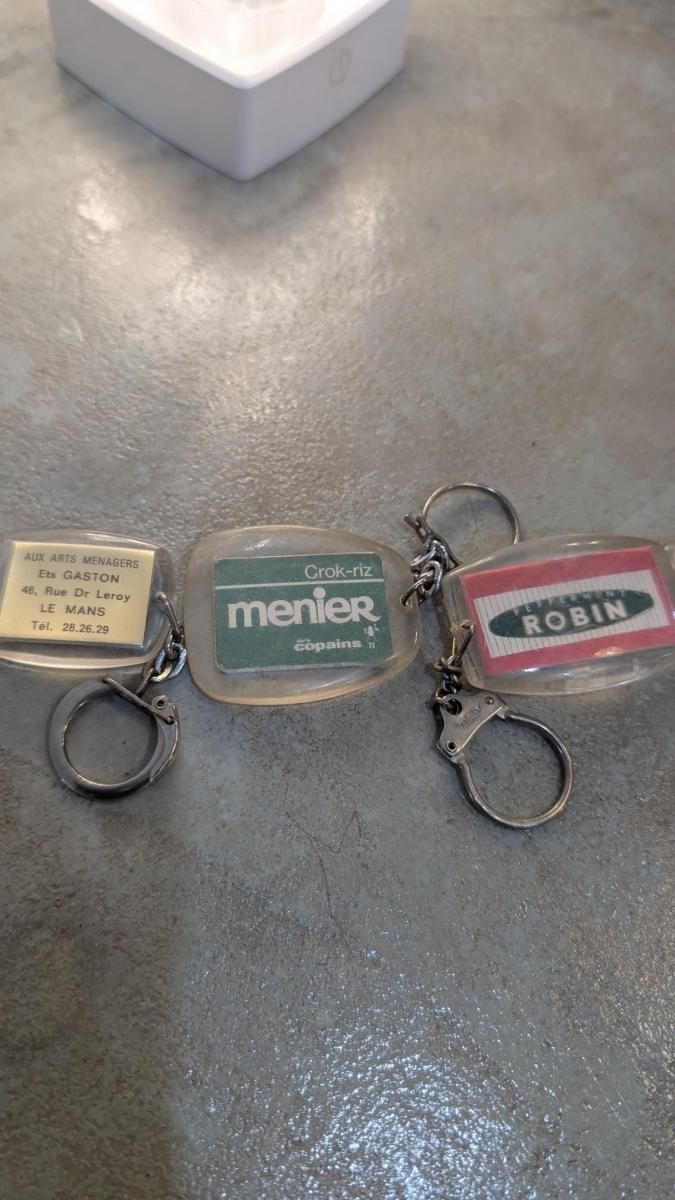 AUX ARTS MENAGERS
Ets GASTON
48, Rue Dr Leroy
LE MANS
Tél. 28.26.29
Crok-riz
menier
copains
PEPPERMINT
ROBIN